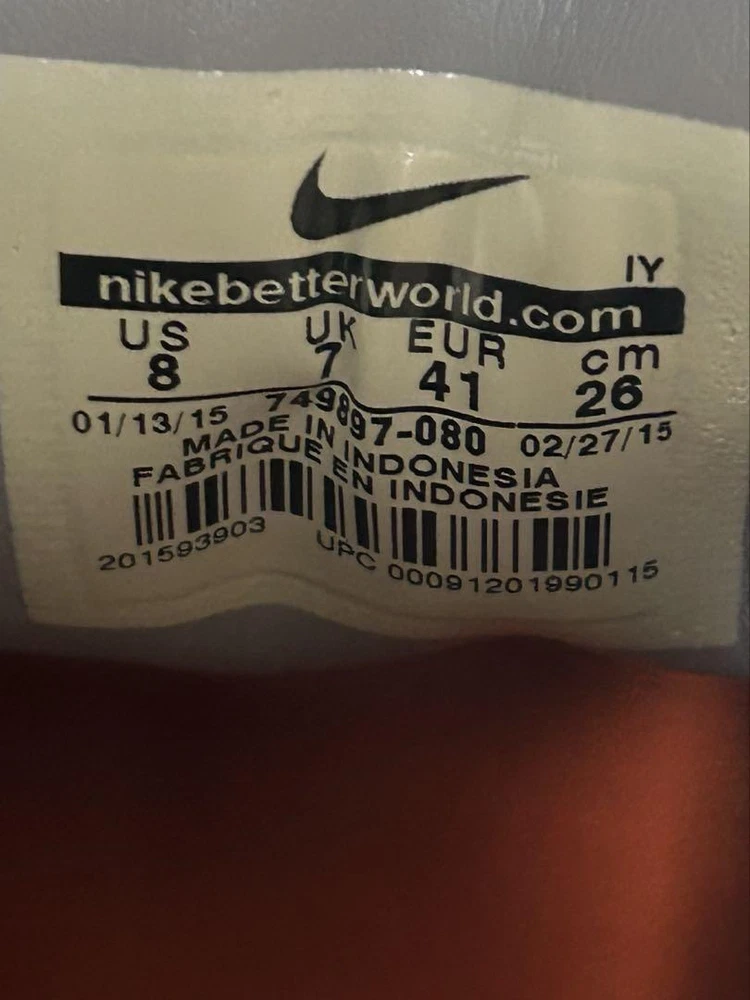 IY
nikebetterworld.com
US UK EUR cm
8 7 41 26
01/13/15 749897-080 02/27/15
MADE IN INDONESIA
FABRIQUE EN INDONESIE
201593903 UPC 00091201990115